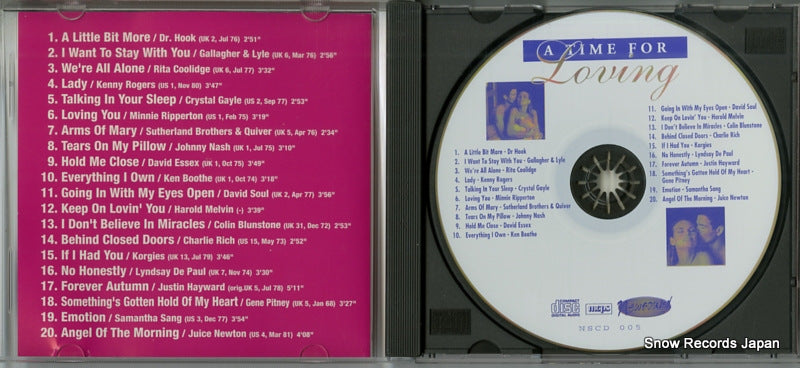 1. A Little Bit More / Dr. Hook (UK 2, Jul 76) 2'51"
2. I Want To Stay With You / Gallagher & Lyle (UK 6, Mar 76) 2'56"
3. We're All Alone / Rita Coolidge (UK 6, Jul 77) 3'32"
4. Lady / Kenny Rogers (US 1, Nov 80) 3'47"
5. Talking In Your Sleep / Crystal Gayle (US 2, Sep 77) 2'53"
6. Loving You / Minnie Ripperton (US 1, Feb 75) 3'19"
7. Arms Of Mary / Sutherland Brothers & Quiver (UK 5, Apr 76) 2'34"
8. Tears On My Pillow / Johnny Nash (UK 1, Jul 75) 3'10"
9. Hold Me Close / David Essex (UK 1, Oct 75) 3'49"
10. Everything I Own / Ken Boothe (UK 1, Oct 74) 3'18"
11. Going In With My Eyes Open / David Soul (UK 2, Apr 77) 3'56"
12. Keep On Lovin' You / Harold Melvin (-) 3'39"
13. I Don't Believe In Miracles / Colin Blunstone (UK 31, Dec 72) 2'53"
14. Behind Closed Doors / Charlie Rich (US 15, May 73) 2'52"
15. If I Had You / Korgies (UK 13, Jul 79) 3'46"
16. No Honestly / Lyndsay De Paul (UK 7, Nov 74) 3'30"
17. Forever Autumn / Justin Hayward (orig.UK 5, Jul 78) 5'11"
18. Something's Gotten Hold Of My Heart / Gene Pitney (UK 5, Jan 68) 3'27"
19. Emotion / Samantha Sang (US 3, Dec 77) 3'54"
20. Angel Of The Morning / Juice Newton (US 4, Mar 81) 4'08"
A TIME FOR
Loving
1. A Little Bit More - Dr Hook
2. I Want To Stay With You - Gallagher & Lyle
3. We're All Alone - Rita Coolidge
4. Lady - Kenny Rogers
5. Talking In Your Sleep - Crystal Gayle
6. Loving You - Minnie Ripperton
7. Arms Of Mary - Sutherland Brothers & Quiver
8. Tears On My Pillow - Johnny Nash
9. Hold Me Close - David Essex
10. Everything I Own - Ken Boothe
11. Going In With My Eyes Open - David Soul
12. Keep On Lovin' You - Harold Melvin
13. I Don't Believe In Miracles - Colin Blunstone
14. Behind Closed Doors - Charlie Rich
15. If I Had You - Korgies
16. No Honestly - Lyndsay De Paul
17. Forever Autumn - Justin Hayward
18. Something's Gotten Hold Of My Heart -
Gene Pitney
19. Emotion - Samantha Sang
20. Angel Of The Morning - Juice Newton
COMPACT
disc
DIGITAL AUDIO
mcps
NSCD 005
Snow Records Japan